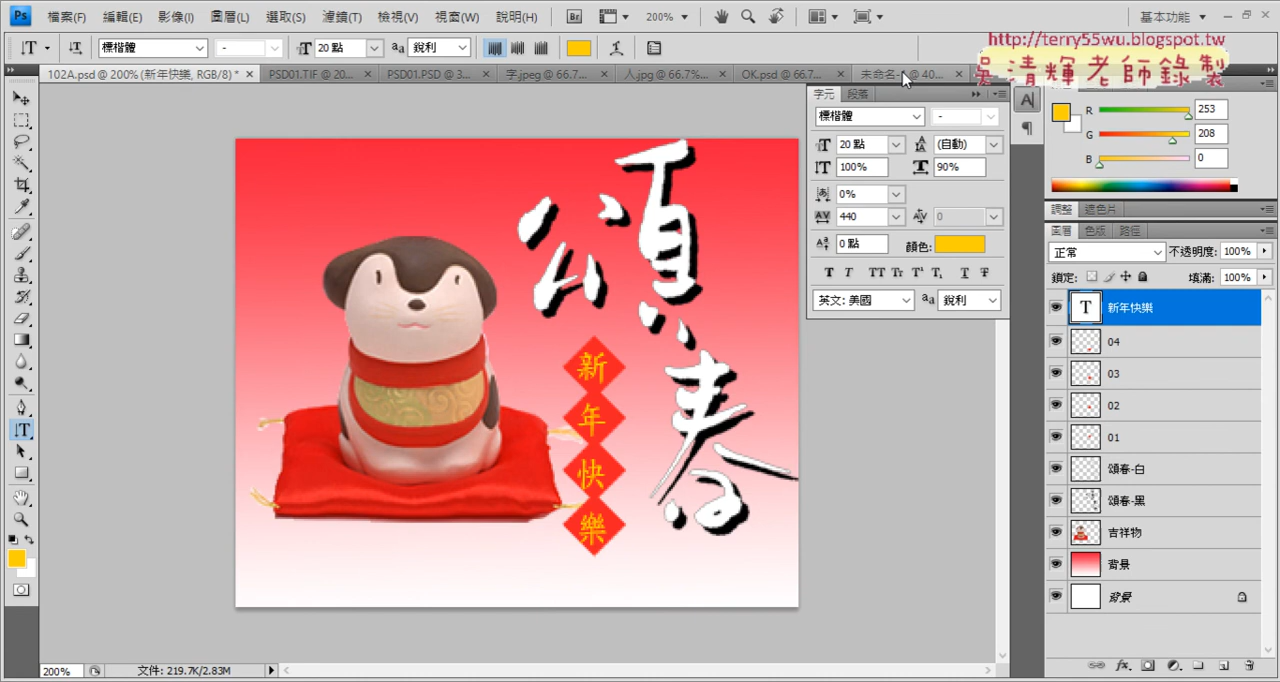 檔案(F) 編輯(E) 影像(I) 圖層(L) 選取(S) 濾鏡(T) 檢視(V) 視窗(W) 說明(H) Br 200% 基本功能
http://terry55wu.blogspot.tw
吳清輝老師錄製
T 標楷體 - T 20 點 aa 銳利
102A.psd @ 200% (新年快樂, RGB/8) * PSD01.TIF @ 20... PSD01.PSD @ 3... 字.jpeg @ 66.7... 人.jpg @ 66.7%... OK.psd @ 66.7... 未命名- @ 40...
字元 段落
標楷體 -
20 點 (自動)
100% 90%
0%
440 0
0 點 顏色:
英文: 美國 aa 銳利
R 253
G 208
B 0
調整 遮色片
圖層 色版 路徑
正常 不透明度: 100%
鎖定: 填滿: 100%
新年快樂
04
03
02
01
頌春-白
頌春-黑
吉祥物
背景
背景
頌春
新
年
快
樂
200% 文件: 219.7K/2.83M